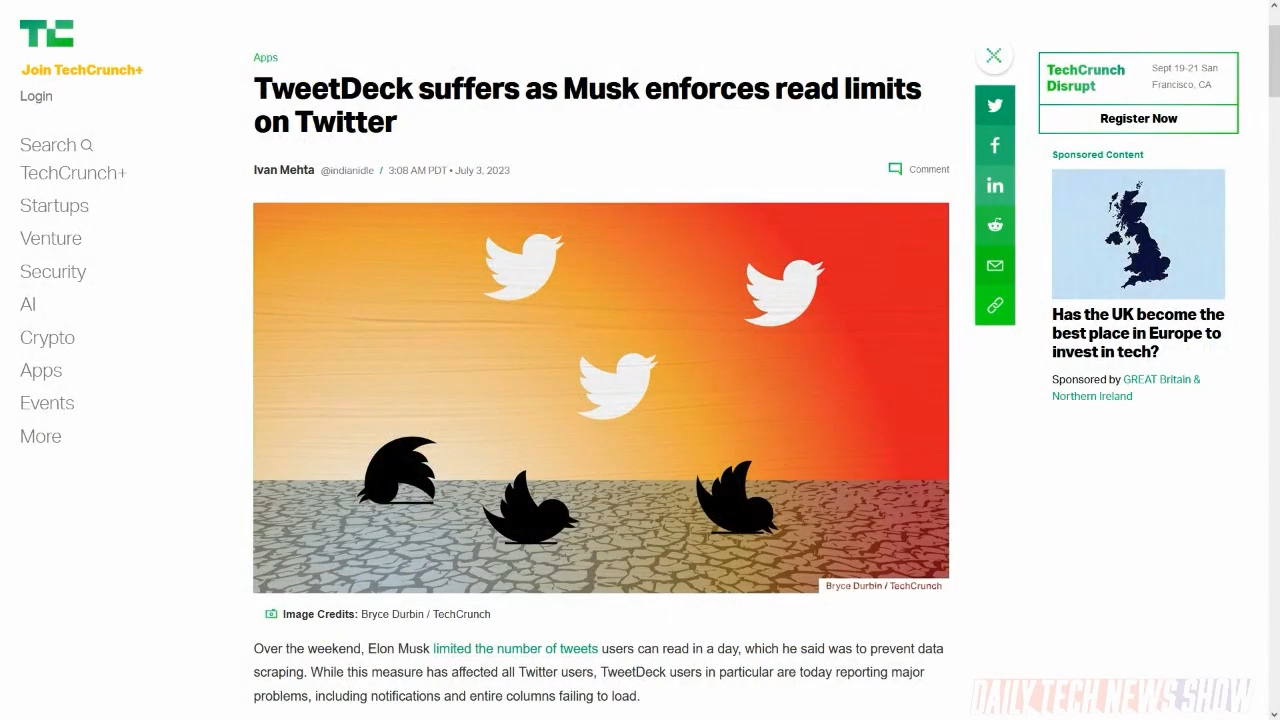 TC
Join TechCrunch+
Login
Search
TechCrunch+
Startups
Venture
Security
AI
Crypto
Apps
Events
More
Apps
TweetDeck suffers as Musk enforces read limits
on Twitter
Ivan Mehta @indianidle / 3:08 AM PDT • July 3, 2023
Comment
Bryce Durbin / TechCrunch
Image Credits: Bryce Durbin / TechCrunch
Over the weekend, Elon Musk limited the number of tweets users can read in a day, which he said was to prevent data
scraping. While this measure has affected all Twitter users, TweetDeck users in particular are today reporting major
problems, including notifications and entire columns failing to load.
TechCrunch
Disrupt
Sept 19-21 San
Francisco, CA
Register Now
Sponsored Content
Has the UK become the
best place in Europe to
invest in tech?
Sponsored by GREAT Britain &
Northern Ireland
DAILY TECH NEWS SHOW